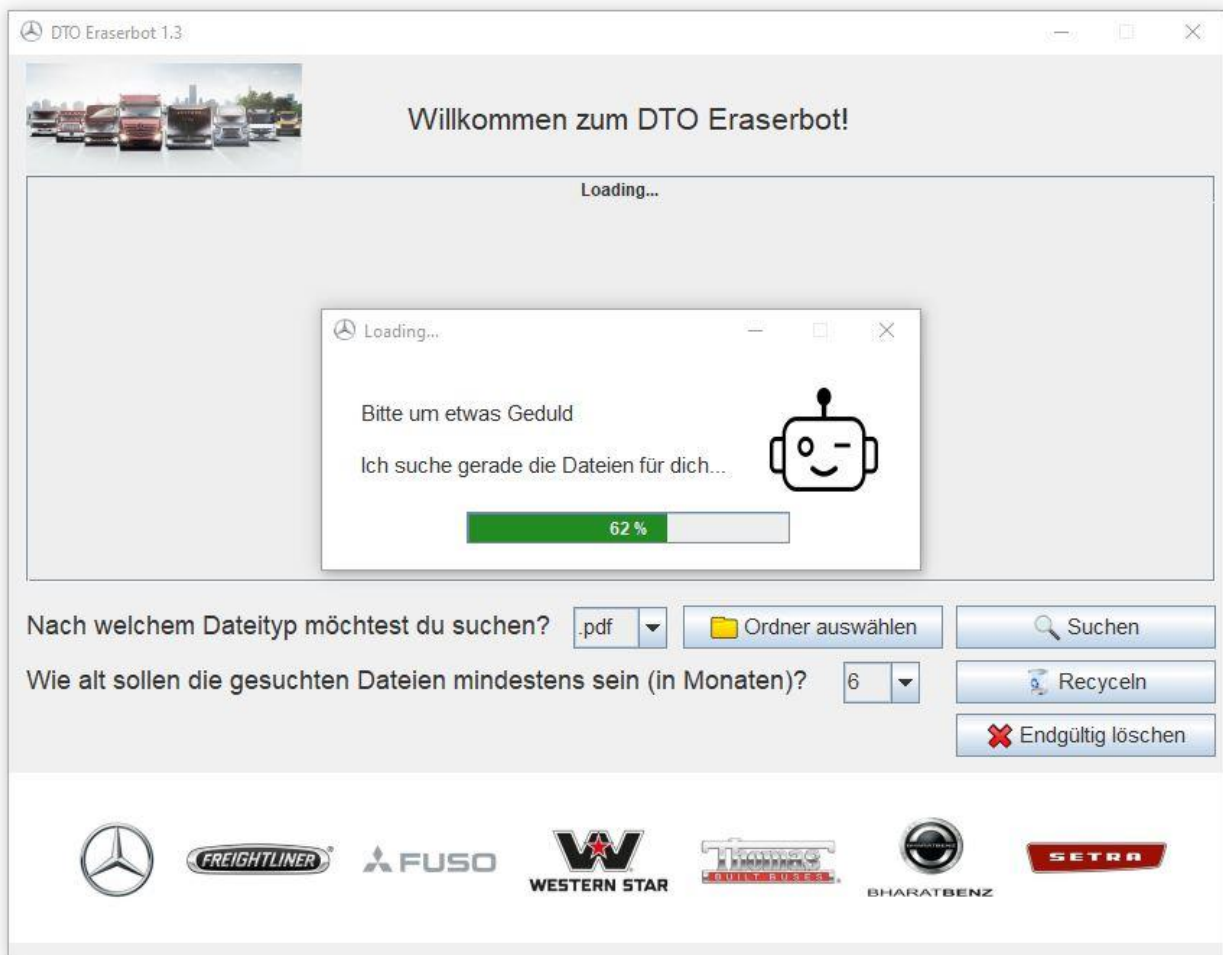 DTO Eraserbot 1.3
Willkommen zum DTO Eraserbot!
Loading...
Loading...
Bitte um etwas Geduld
Ich suche gerade die Dateien für dich...
62 %
Nach welchem Dateityp möchtest du suchen? .pdf Ordner auswählen Suchen
Wie alt sollen die gesuchten Dateien mindestens sein (in Monaten)? 6 Recyceln
Endgültig löschen
FREIGHTLINER
FUSO
WESTERN STAR
Thomas
BUILT BUSES
BHARATBENZ
BHARATBENZ
SETRA